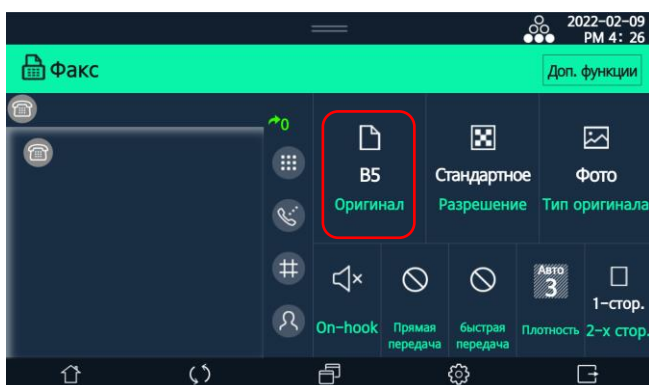 2022-02-09
PM 4: 26
Факс
Доп. функции
0
B5
Стандартное
Фото
Оригинал
Разрешение
Тип оригинала
Авто
3
1-стор.
On-hook
Прямая
передача
быстрая
передача
Плотность
2-х стор.